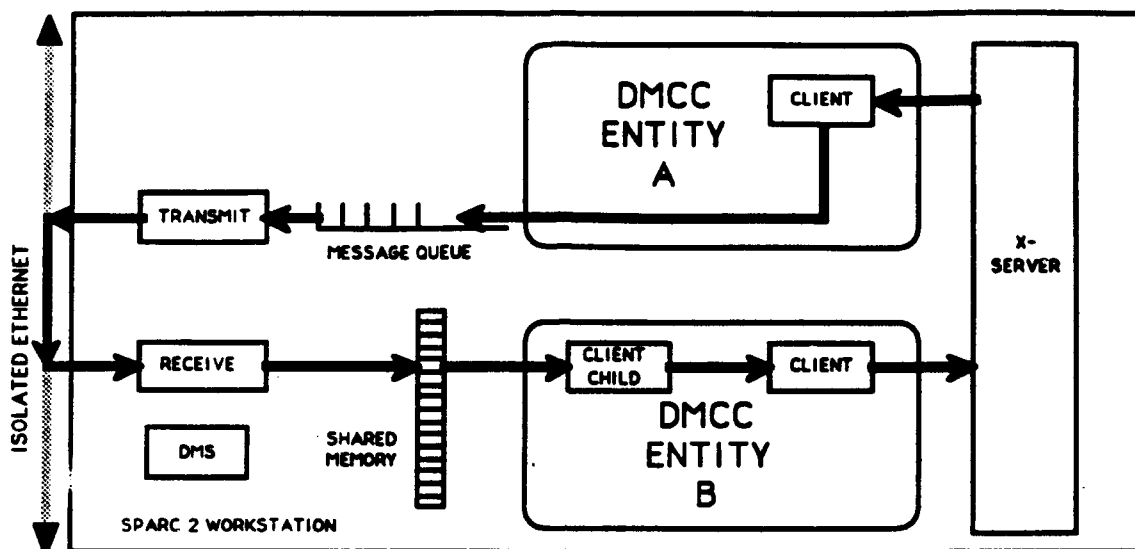 DMCC
ENTITY
A
CLIENT
TRANSMIT
MESSAGE QUEUE
X-
SERVER
ISOLATED ETHERNET
RECEIVE
CLIENT
CHILD
CLIENT
DMCC
ENTITY
B
SHARED
MEMORY
DMS
SPARC 2 WORKSTATION